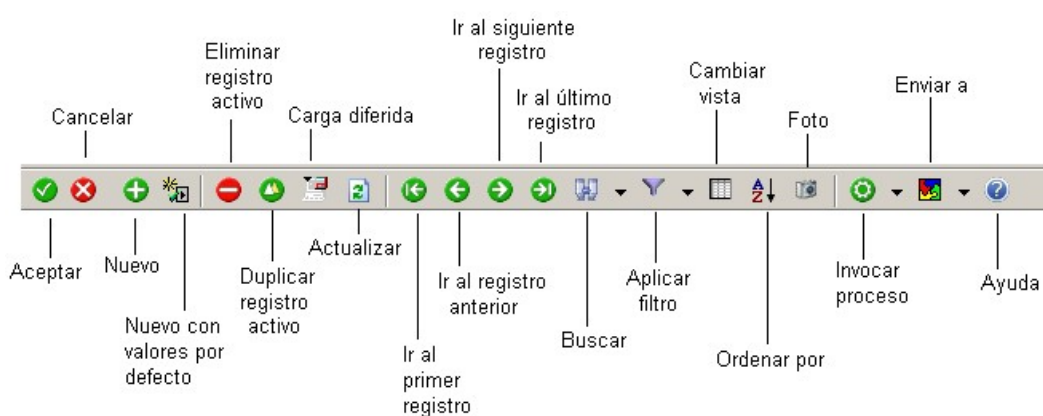 Ir al siguiente
registro
Eliminar
registro
activo
Cambiar
vista
Enviar a
Ir al último
registro
Cancelar
Carga diferida
Foto
A
Z
Aceptar
Nuevo
Actualizar
Duplicar
registro
activo
Ir al registro
anterior
Aplicar
filtro
Invocar
proceso
Ayuda
Nuevo con
valores por
defecto
Buscar
Ir al
primer
registro
Ordenar por